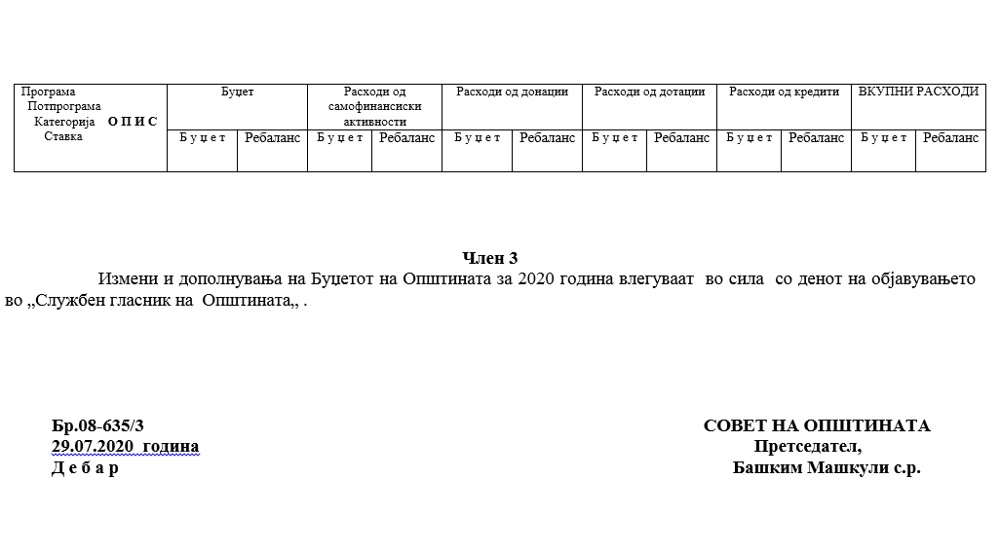 Програма
Потпрограма
Категорија О П И С
Ставка
Буџет
Расходи од
самофинансиски
активности
Расходи од донации
Расходи од дотации
Расходи од кредити
ВКУПНИ РАСХОДИ
Б у џ е т Ребаланс Б у џ е т Ребаланс Б у џ е т Ребаланс Б у џ е т Ребаланс Б у џ е т Ребаланс Б у џ е т Ребаланс
Член 3
Измени и дополнувања на Буџетот на Општината за 2020 година влегуваат во сила со денот на објавувањето
во „Службен гласник на Општината„ .
Бр.08-635/3 СОВЕТ НА ОПШТИНАТА
29.07.2020 година Претседател,
Д е б а р Башким Машкули с.р.